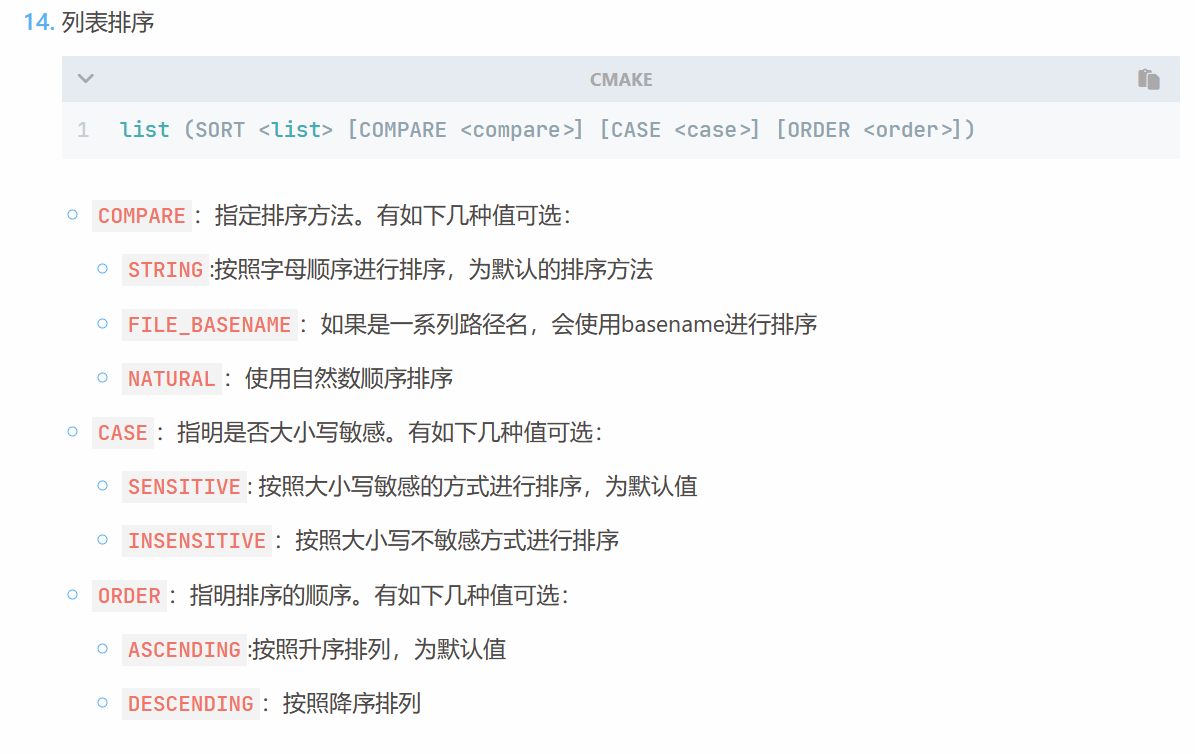 14. 列表排序
CMAKE
1 list (SORT <list> [COMPARE <compare>] [CASE <case>] [ORDER <order>])
COMPARE：指定排序方法。有如下几种值可选：
STRING:按照字母顺序进行排序，为默认的排序方法
FILE_BASENAME：如果是一系列路径名，会使用basename进行排序
NATURAL：使用自然数顺序排序
CASE：指明是否大小写敏感。有如下几种值可选：
SENSITIVE: 按照大小写敏感的方式进行排序，为默认值
INSENSITIVE：按照大小写不敏感方式进行排序
ORDER：指明排序的顺序。有如下几种值可选：
ASCENDING:按照升序排列，为默认值
DESCENDING：按照降序排列